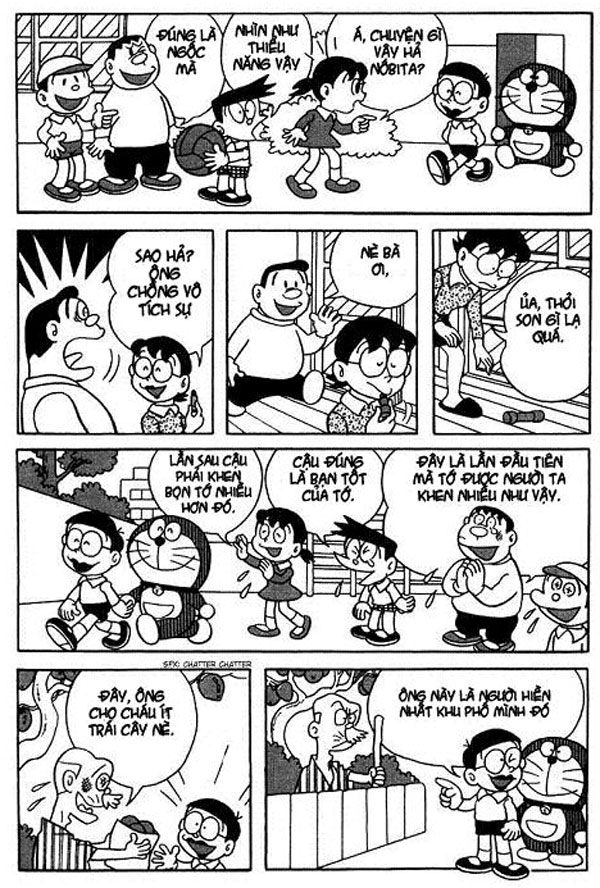 Á, CHUYỆN GÌ
VẬY HẢ
NÔBITA?
NHÌN NHƯ
THIỂU
NĂNG VẬY
ĐÚNG LÀ
NGỐC
MÀ
ỦA, THỎI
SON GÌ LẠ
QUÁ.
NÈ BÀ
ƠI,
SAO HẢ?
ÔNG
CHỒNG VÔ
TÍCH SỰ
ĐÂY LÀ LẦN ĐẦU TIÊN
MÀ TỚ ĐƯỢC NGƯỜI TA
KHEN NHIỀU NHƯ VẬY.
CẬU ĐÚNG
LÀ BẠN TỐT
CỦA TỚ.
LẦN SAU CẬU
PHẢI KHEN
BỌN TỚ NHIỀU
HƠN ĐÓ.
ÔNG NÀY LÀ NGƯỜI HIỀN
NHẤT KHU PHỐ MÌNH ĐÓ
SFX: CHATTER CHATTER
ĐÂY, ÔNG
CHO CHÁU ÍT
TRÁI CÂY NÈ.